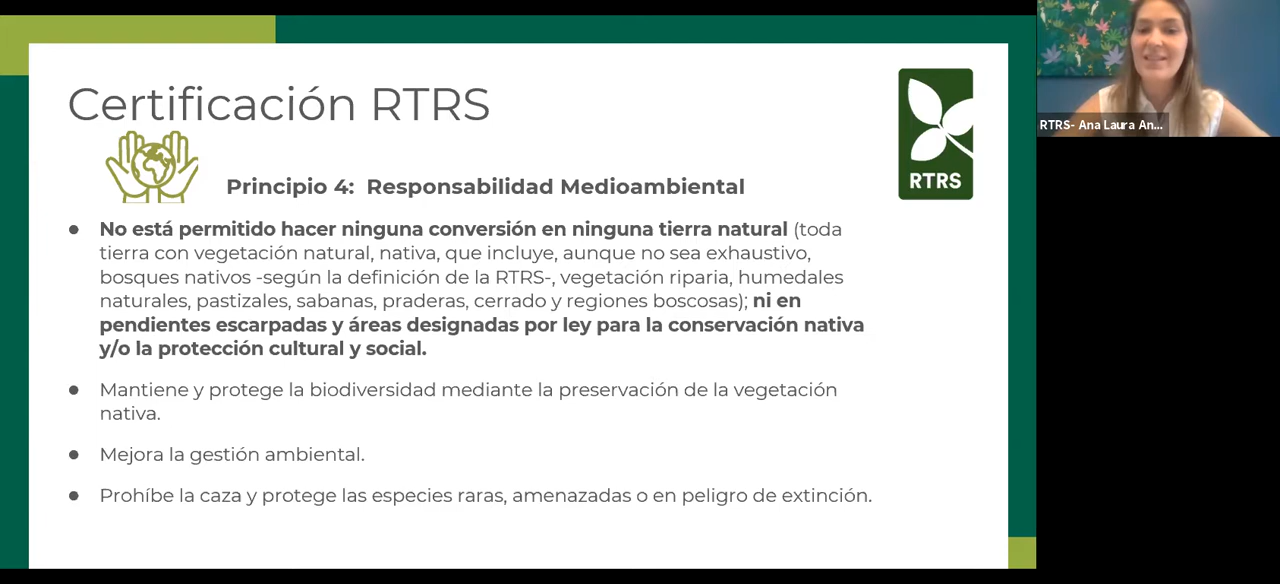 Certificación RTRS
RTRS
Principio 4: Responsabilidad Medioambiental
● No está permitido hacer ninguna conversión en ninguna tierra natural (toda
tierra con vegetación natural, nativa, que incluye, aunque no sea exhaustivo,
bosques nativos -según la definición de la RTRS-, vegetación riparia, humedales
naturales, pastizales, sabanas, praderas, cerrado y regiones boscosas); ni en
pendientes escarpadas y áreas designadas por ley para la conservación nativa
y/o la protección cultural y social.
● Mantiene y protege la biodiversidad mediante la preservación de la vegetación
nativa.
● Mejora la gestión ambiental.
● Prohíbe la caza y protege las especies raras, amenazadas o en peligro de extinción.
RTRS- Ana Laura An...